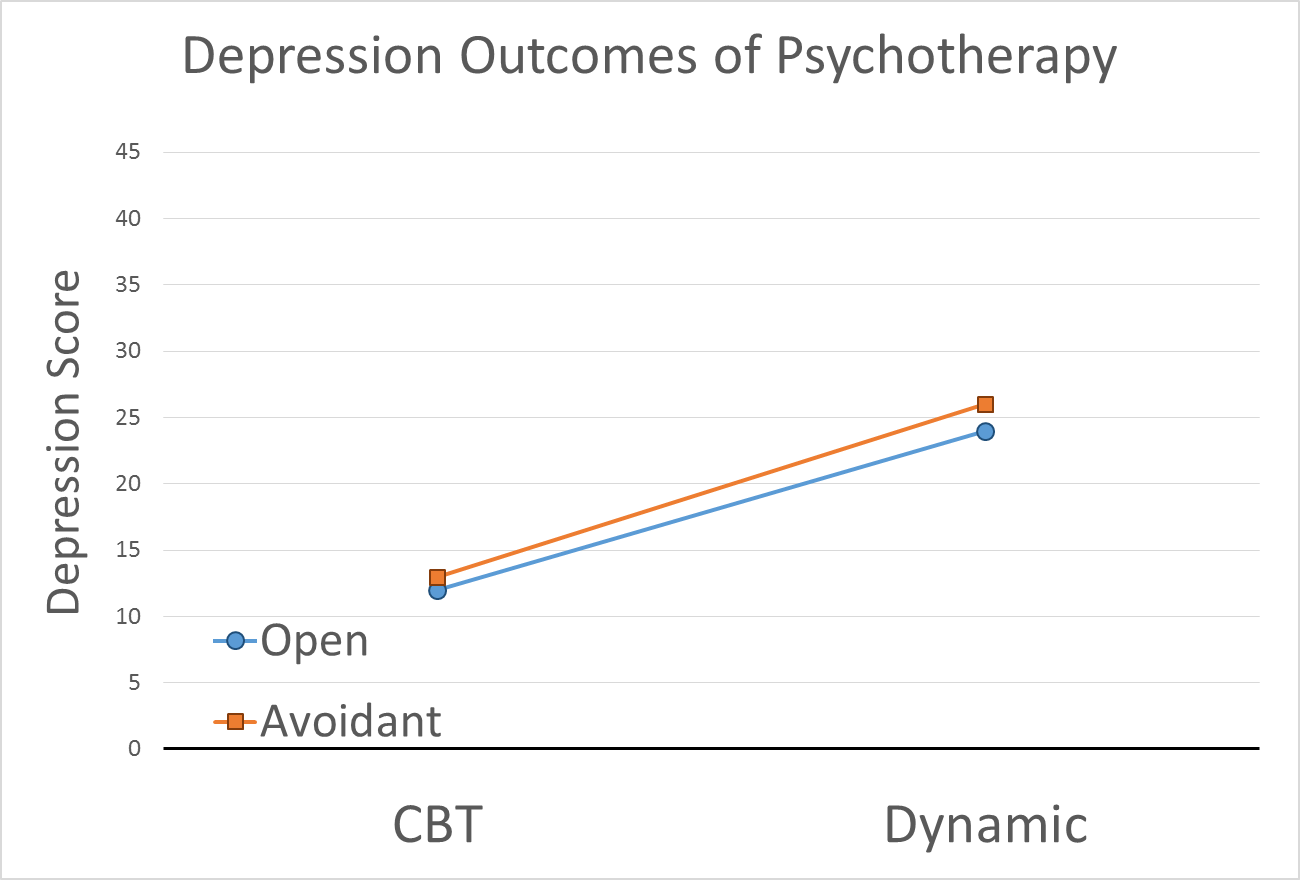 Depression Outcomes of Psychotherapy
Depression Score
45
40
35
30
25
20
15
10
5
0
Open
Avoidant
CBT
Dynamic